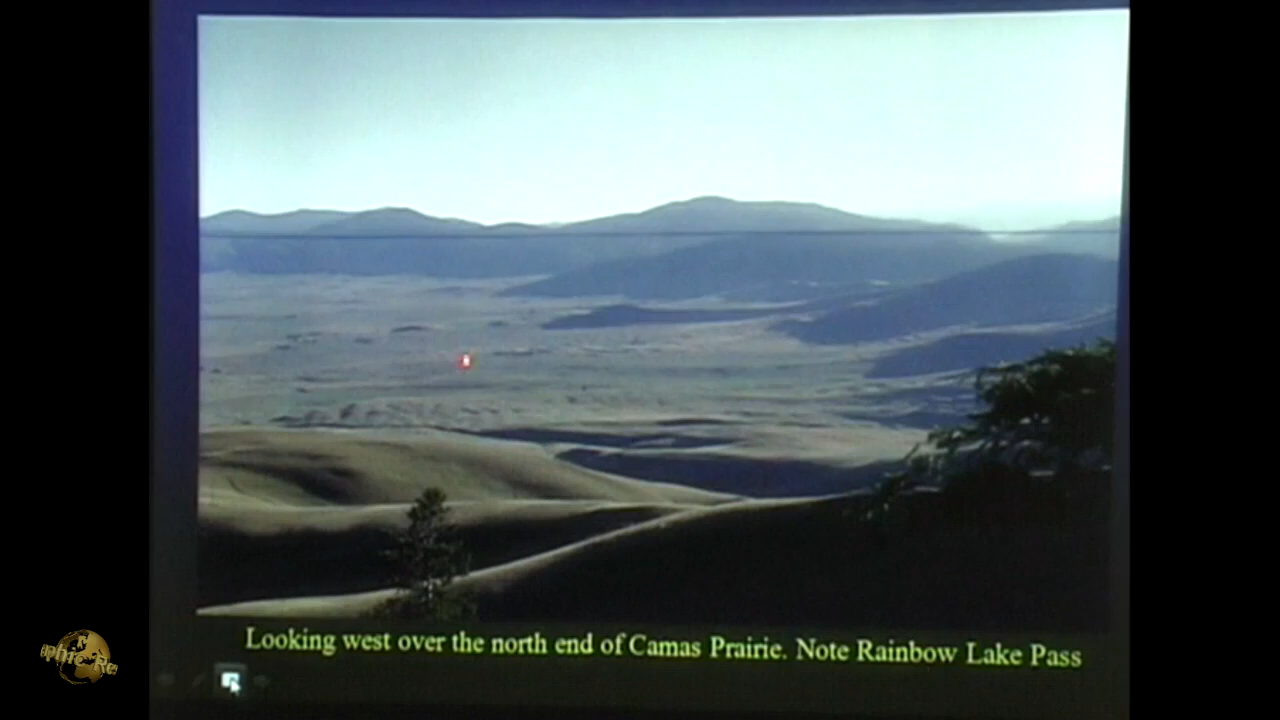 Looking west over the north end of Camas Prairie. Note Rainbow Lake Pass